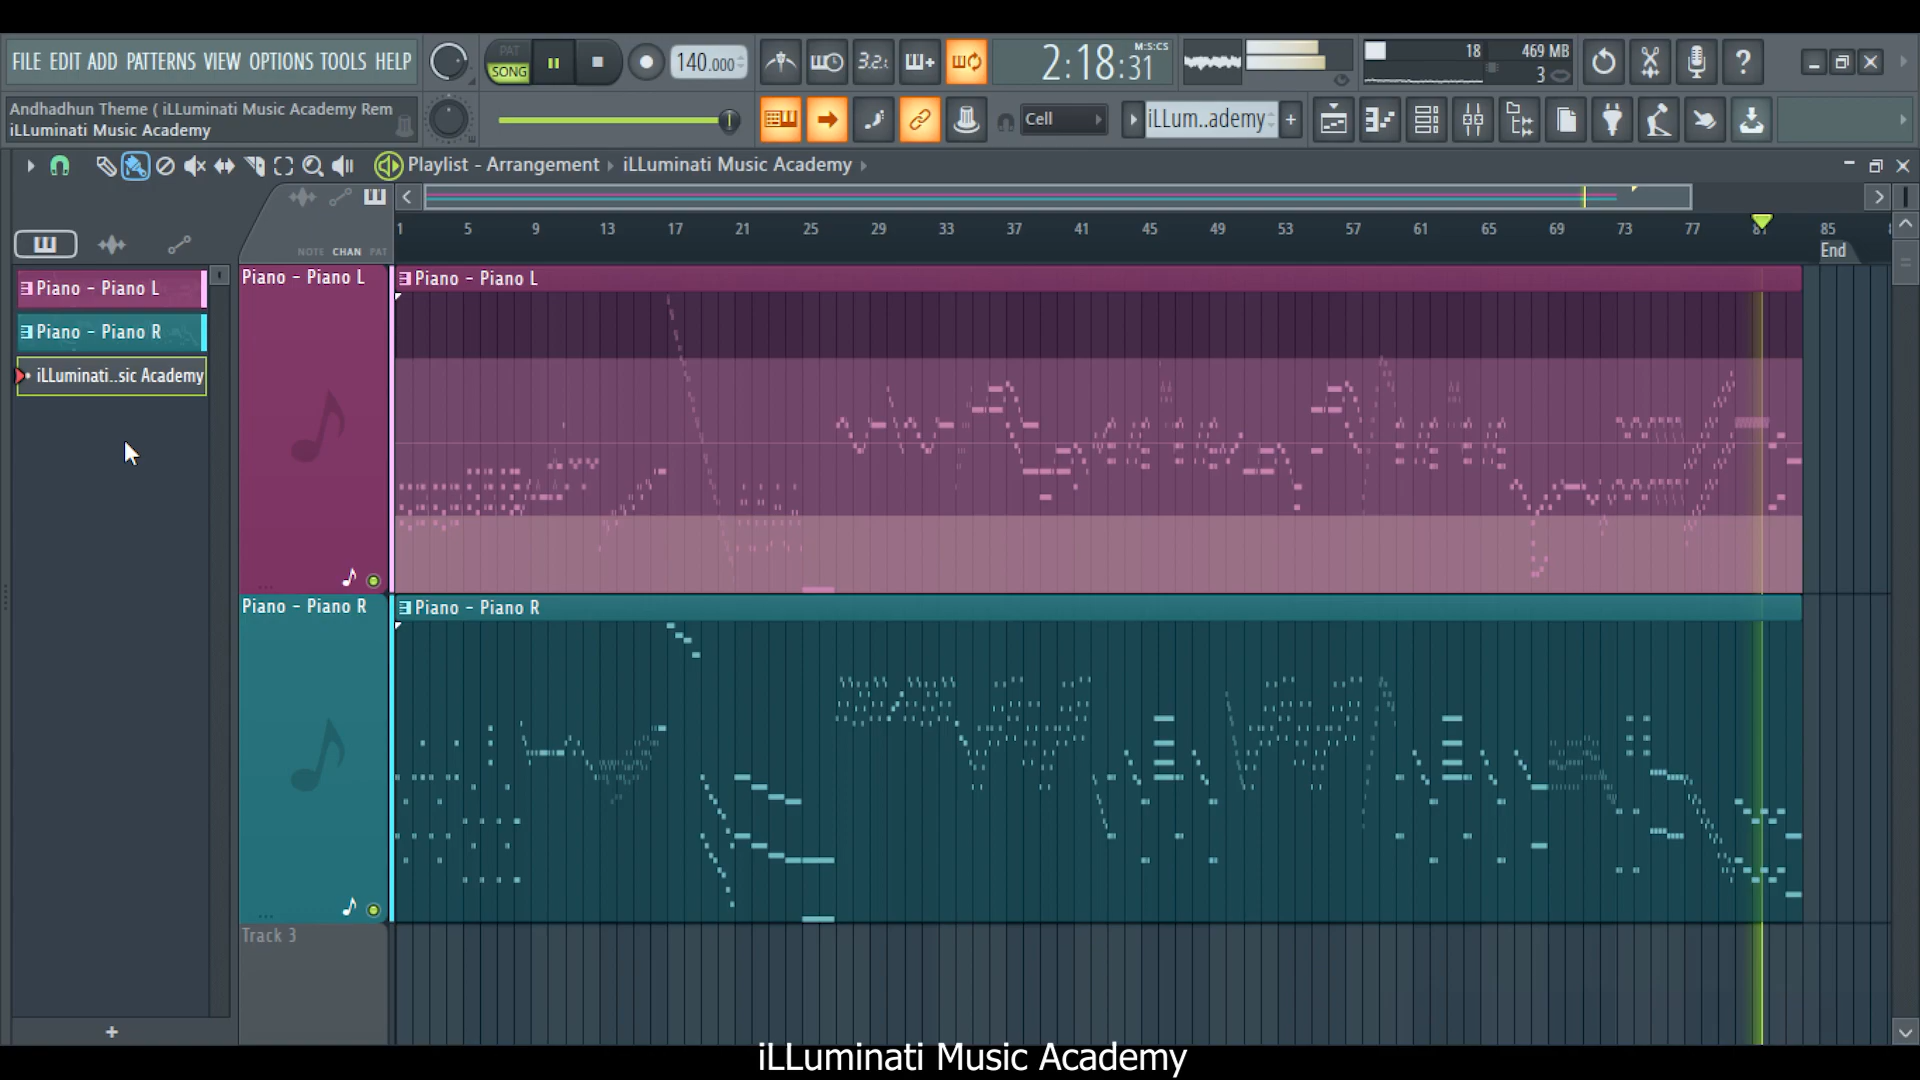 FILE EDIT ADD PATTERNS VIEW OPTIONS TOOLS HELP
PAT
SONG
140.000
3.2.
2:18:31
M:S:CS
18
469 MB
3
?
Andhadhun Theme ( iLLuminati Music Academy Rem
iLLuminati Music Academy
Cell
iLLum..ademy
+
Playlist - Arrangement
iLLuminati Music Academy
NOTE CHAN PAT
1 5 9 13 17 21 25 29 33 37 41 45 49 53 57 61 65 69 73 77 81 85
End
Piano - Piano L
Piano - Piano R
iLLuminati..sic Academy
Piano - Piano L
Piano - Piano L
Piano - Piano R
Piano - Piano R
Track 3
+
iLLuminati Music Academy